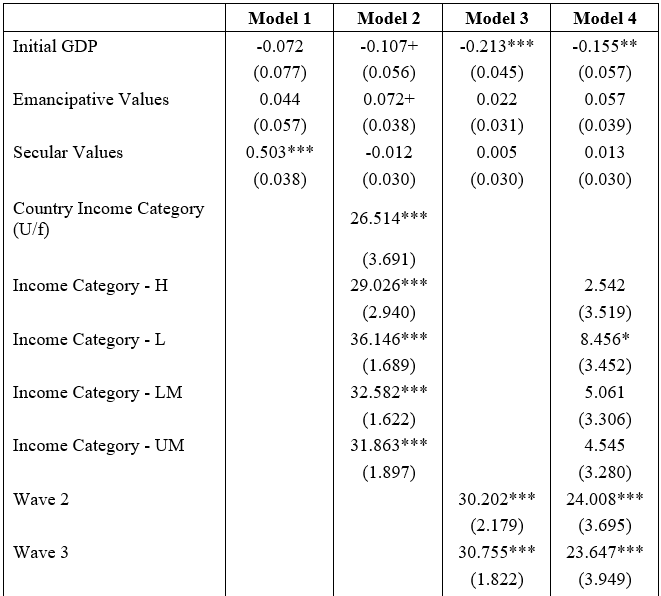 Model 1 Model 2 Model 3 Model 4
Initial GDP -0.072 -0.107+ -0.213*** -0.155**
(0.077) (0.056) (0.045) (0.057)
Emancipative Values 0.044 0.072+ 0.022 0.057
(0.057) (0.038) (0.031) (0.039)
Secular Values 0.503*** -0.012 0.005 0.013
(0.038) (0.030) (0.030) (0.030)
Country Income Category
(U/f) 26.514***
(3.691)
Income Category - H 29.026*** 2.542
(2.940) (3.519)
Income Category - L 36.146*** 8.456*
(1.689) (3.452)
Income Category - LM 32.582*** 5.061
(1.622) (3.306)
Income Category - UM 31.863*** 4.545
(1.897) (3.280)
Wave 2 30.202*** 24.008***
(2.179) (3.695)
Wave 3 30.755*** 23.647***
(1.822) (3.949)